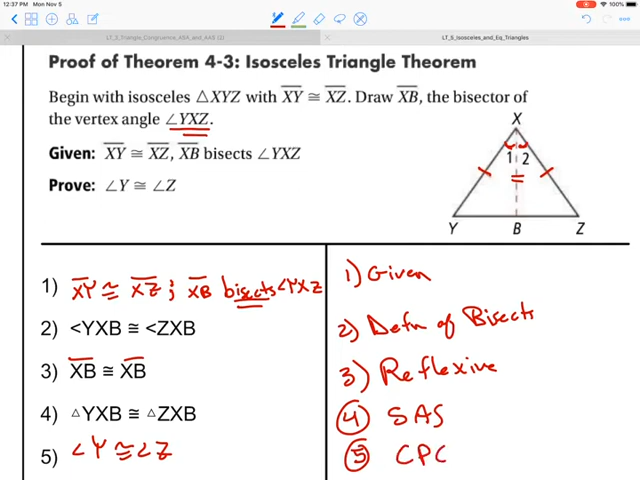 12:37 PM Mon Nov 5
100%
LT_3_Triangle_Congruence_ASA_and_AAS (2)
LT_5_Isosceles_and_Eq_Triangles
Proof of Theorem 4-3: Isosceles Triangle Theorem
Begin with isosceles △XYZ with XY ≅ XZ. Draw XB, the bisector of
the vertex angle ∠YXZ.
Given: XY ≅ XZ, XB bisects ∠YXZ
Prove: ∠Y ≅ ∠Z
X
1 2
Y B Z
1) XY ≅ XZ ; XB bisects <YXZ
1) Given
2) <YXB ≅ <ZXB
2) Defn of Bisects
3) XB ≅ XB
3) Reflexive
4) △YXB ≅ △ZXB
4 SAS
5) ∠Y ≅ ∠Z
5) CPC